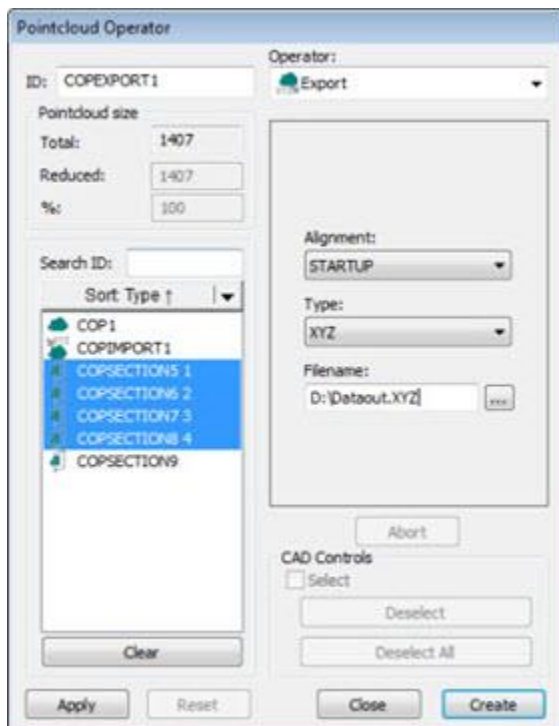 Pointcloud Operator
Operator:
ID: COPEXPORT1
Export
Pointcloud size
Total: 1407
Reduced: 1407
%: 100
Search ID:
Sort Type ↑
COP1
COPIMPORT1
COPSECTION5 1
COPSECTION6 2
COPSECTION7 3
COPSECTION8 4
COPSECTION9
Clear
Alignment:
STARTUP
Type:
XYZ
Filename:
D:\Dataout.XYZ
...
Abort
CAD Controls
Select
Deselect
Deselect All
Apply
Reset
Close
Create